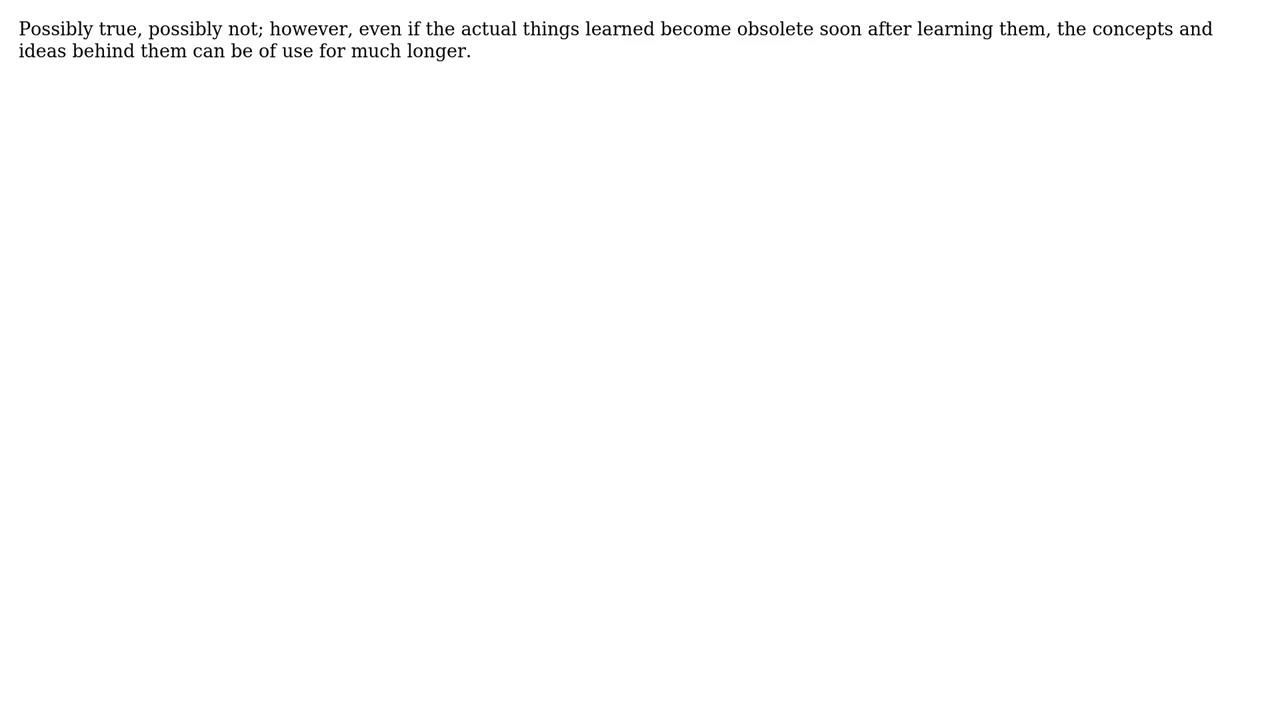 Possibly true, possibly not; however, even if the actual things learned become obsolete soon after learning them, the concepts and
ideas behind them can be of use for much longer.